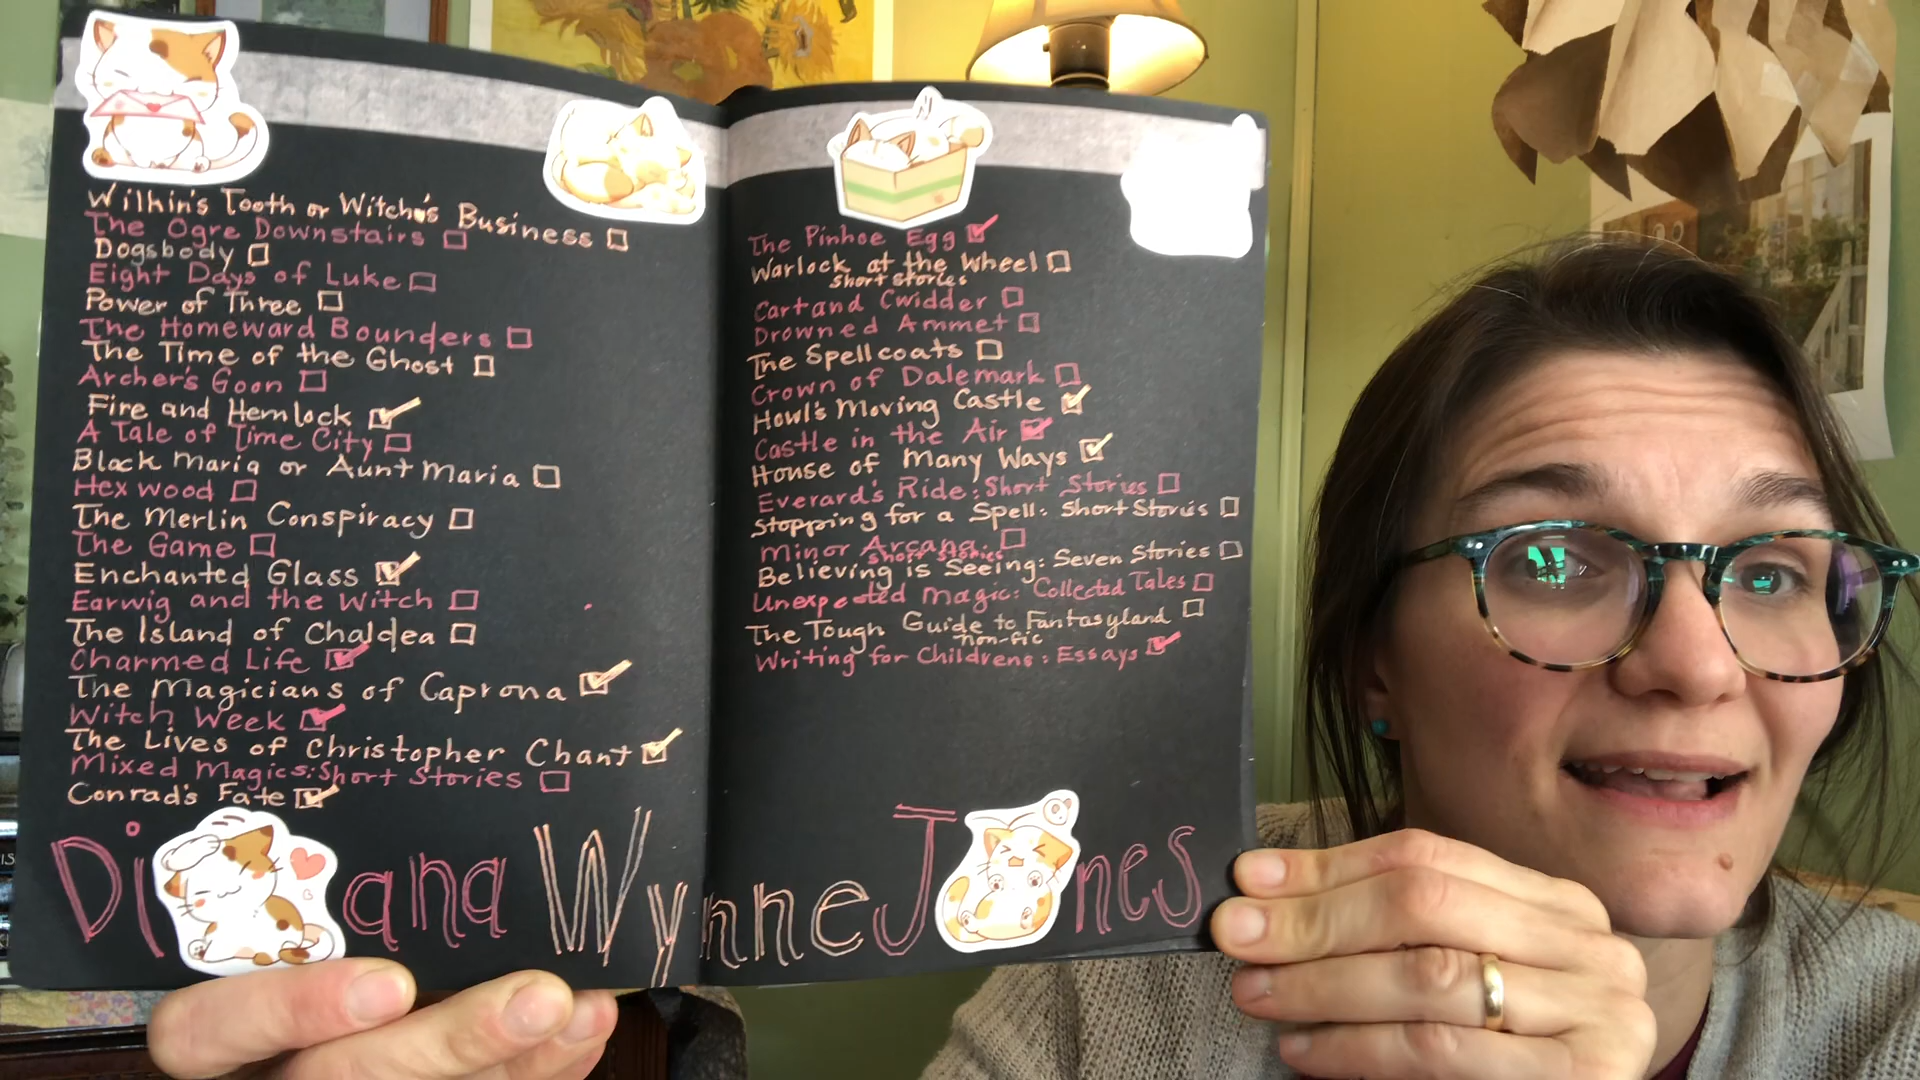 Wilkin's Tooth or Witch's Business
The Ogre Downstairs
Dogsbody
Eight Days of Luke
Power of Three
The Homeward Bounders
The Time of the Ghost
Archer's Goon
Fire and Hemlock
A Tale of Time City
Black Maria or Aunt Maria
Hexwood
The Merlin Conspiracy
The Game
Enchanted Glass
Earwig and the Witch
The Island of Chaldea
Charmed Life
The Magicians of Caprona
Witch Week
The Lives of Christopher Chant
Mixed Magics: Short Stories
Conrad's Fate
The Pinhoe Egg
Warlock at the Wheel
Short Stories
Cart and Cwidder
Drowned Ammet
The Spellcoats
Crown of Dalemark
Howl's Moving Castle
Castle in the Air
House of Many Ways
Everard's Ride: Short Stories
Stopping for a Spell: Short Stories
Minor Arcana:
Short Stories
Believing is Seeing: Seven Stories
Unexpected Magic: Collected Tales
The Tough Guide to Fantasyland
non-fic
Writing for Childrens: Essays
Diana Wynne Jones